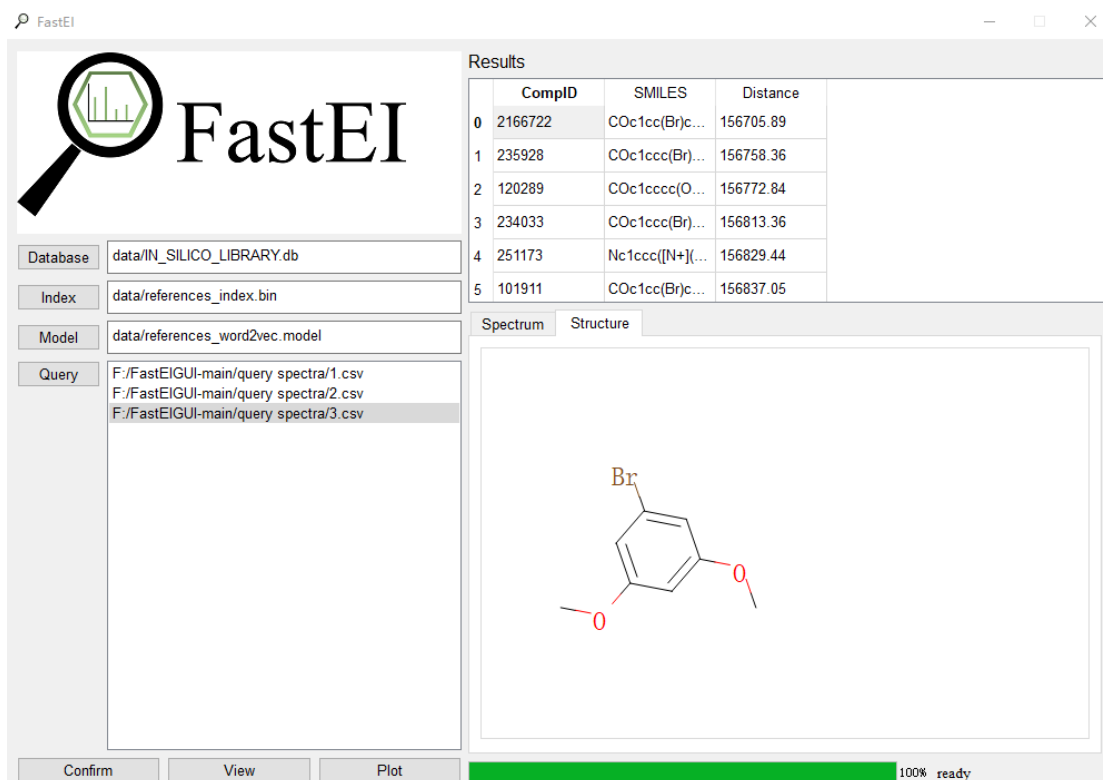 FastEI
FastEI
Database
data/IN_SILICO_LIBRARY.db
Index
data/references_index.bin
Model
data/references_word2vec.model
Query
F:/FastEIGUI-main/query spectra/1.csv
F:/FastEIGUI-main/query spectra/2.csv
F:/FastEIGUI-main/query spectra/3.csv
Confirm View Plot
Results
CompID SMILES Distance
0 2166722 COc1cc(Br)c... 156705.89
1 235928 COc1ccc(Br)... 156758.36
2 120289 COc1cccc(O... 156772.84
3 234033 COc1ccc(Br)... 156813.36
4 251173 Nc1ccc([N+](... 156829.44
5 101911 COc1cc(Br)c... 156837.05
Spectrum Structure
Br
O
O
100% ready